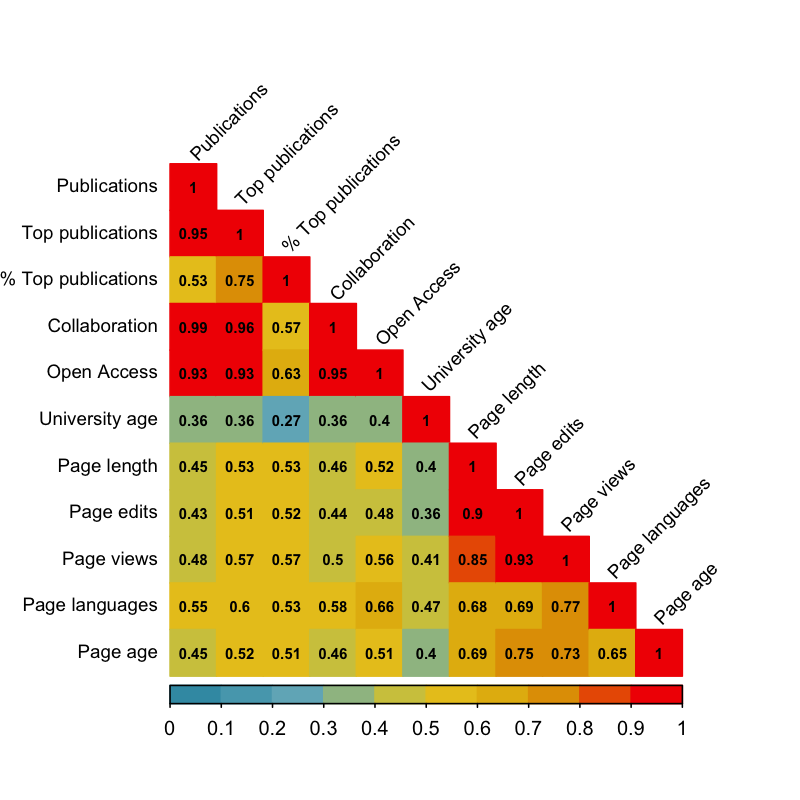 Publications
Top publications
% Top publications
Collaboration
Open Access
University age
Page length
Page edits
Page views
Page languages
Page age
Publications 1
Top publications 0.95 1
% Top publications 0.53 0.75 1
Collaboration 0.99 0.96 0.57 1
Open Access 0.93 0.93 0.63 0.95 1
University age 0.36 0.36 0.27 0.36 0.4 1
Page length 0.45 0.53 0.53 0.46 0.52 0.4 1
Page edits 0.43 0.51 0.52 0.44 0.48 0.36 0.9 1
Page views 0.48 0.57 0.57 0.5 0.56 0.41 0.85 0.93 1
Page languages 0.55 0.6 0.53 0.58 0.66 0.47 0.68 0.69 0.77 1
Page age 0.45 0.52 0.51 0.46 0.51 0.4 0.69 0.75 0.73 0.65 1
0 0.1 0.2 0.3 0.4 0.5 0.6 0.7 0.8 0.9 1